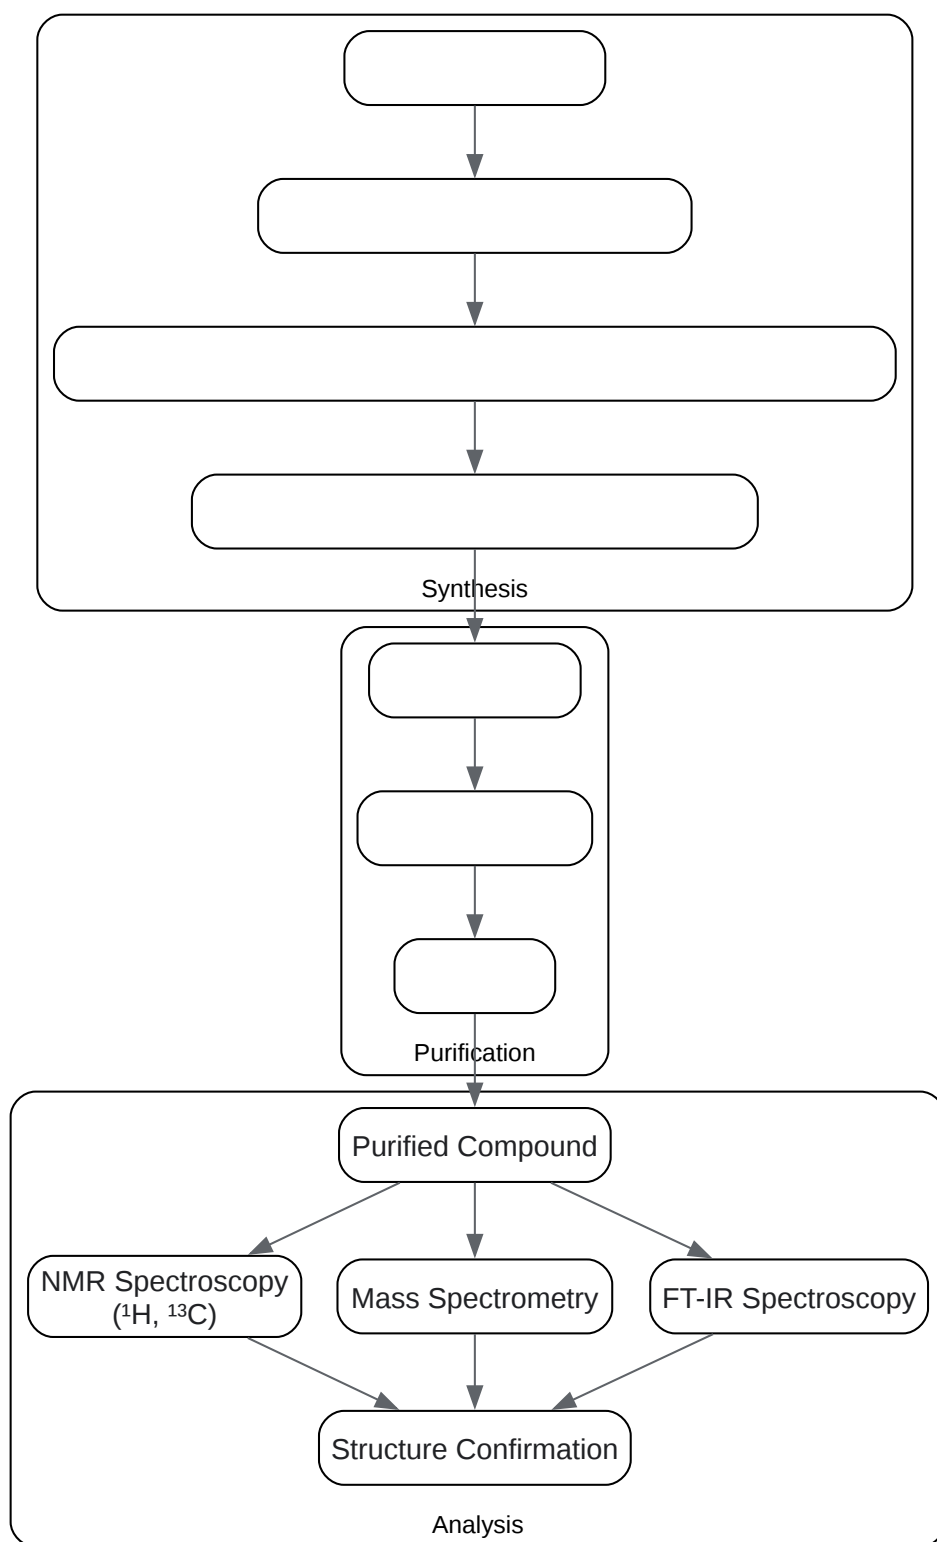 Synthesis
Purification
Purified Compound
NMR Spectroscopy
(¹H, ¹³C)
Mass Spectrometry
FT-IR Spectroscopy
Structure Confirmation
Analysis